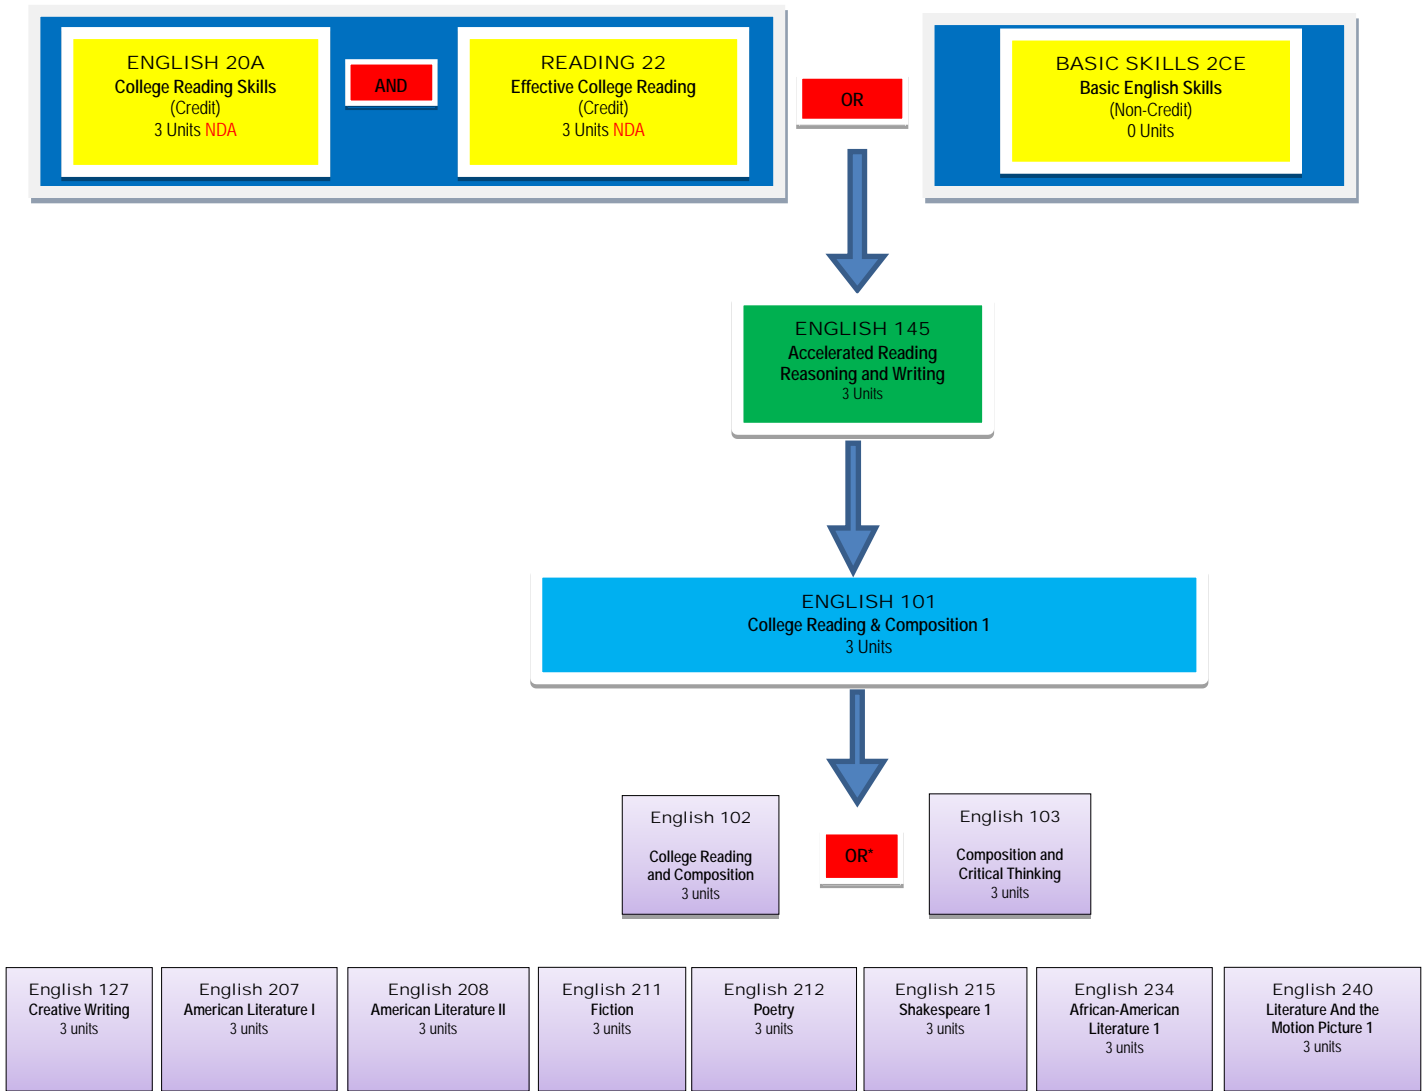 ENGLISH 20A
College Reading Skills
(Credit)
3 Units NDA
AND
READING 22
Effective College Reading
(Credit)
3 Units NDA
OR
BASIC SKILLS 2CE
Basic English Skills
(Non-Credit)
0 Units
ENGLISH 145
Accelerated Reading
Reasoning and Writing
3 Units
ENGLISH 101
College Reading & Composition 1
3 Units
English 102
College Reading
and Composition
3 units
OR*
English 103
Composition and
Critical Thinking
3 units
English 127
Creative Writing
3 units
English 207
American Literature I
3 units
English 208
American Literature II
3 units
English 211
Fiction
3 units
English 212
Poetry
3 units
English 215
Shakespeare 1
3 units
English 234
African-American
Literature 1
3 units
English 240
Literature And the
Motion Picture 1
3 units